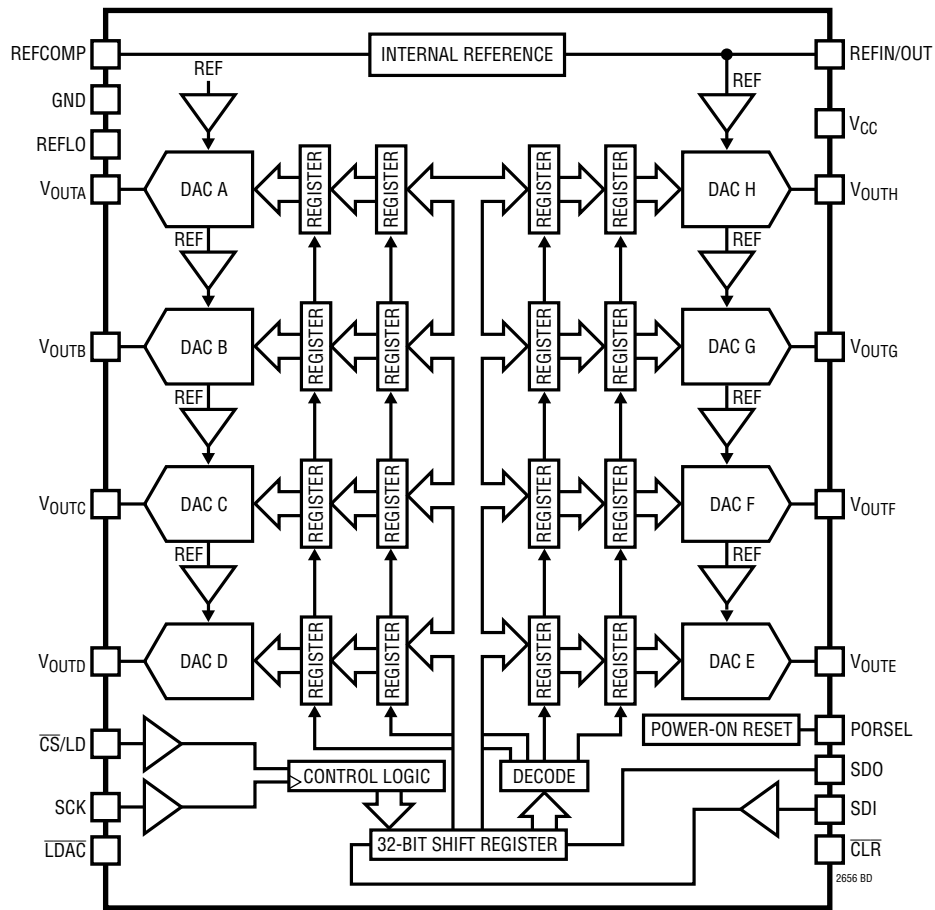 REFCOMP
INTERNAL REFERENCE
REFIN/OUT
REF
REF
GND
VCC
REFLO
VOUTA
DAC A
REGISTER
REGISTER
REGISTER
REGISTER
DAC H
VOUTH
REF
REF
VOUTB
DAC B
REGISTER
REGISTER
REGISTER
REGISTER
DAC G
VOUTG
REF
REF
VOUTC
DAC C
REGISTER
REGISTER
REGISTER
REGISTER
DAC F
VOUTF
REF
REF
VOUTD
DAC D
REGISTER
REGISTER
REGISTER
REGISTER
DAC E
VOUTE
CS/LD
POWER-ON RESET
PORSEL
CONTROL LOGIC
DECODE
SDO
SCK
SDI
LDAC
32-BIT SHIFT REGISTER
CLR
2656 BD